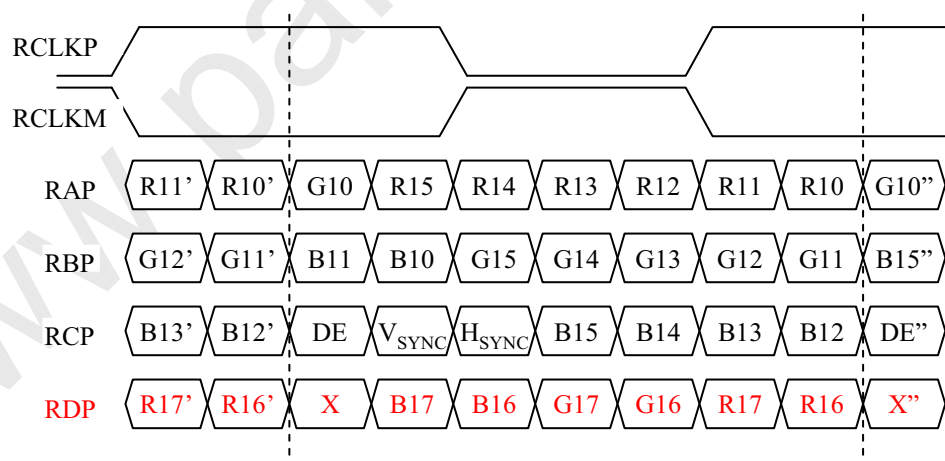 RCLKP
RCLKM
RAP R11’ R10’ G10 R15 R14 R13 R12 R11 R10 G10”
RBP G12’ G11’ B11 B10 G15 G14 G13 G12 G11 B15”
RCP B13’ B12’ DE VSYNC HSYNC B15 B14 B13 B12 DE”
RDP R17’ R16’ X B17 B16 G17 G16 R17 R16 X”